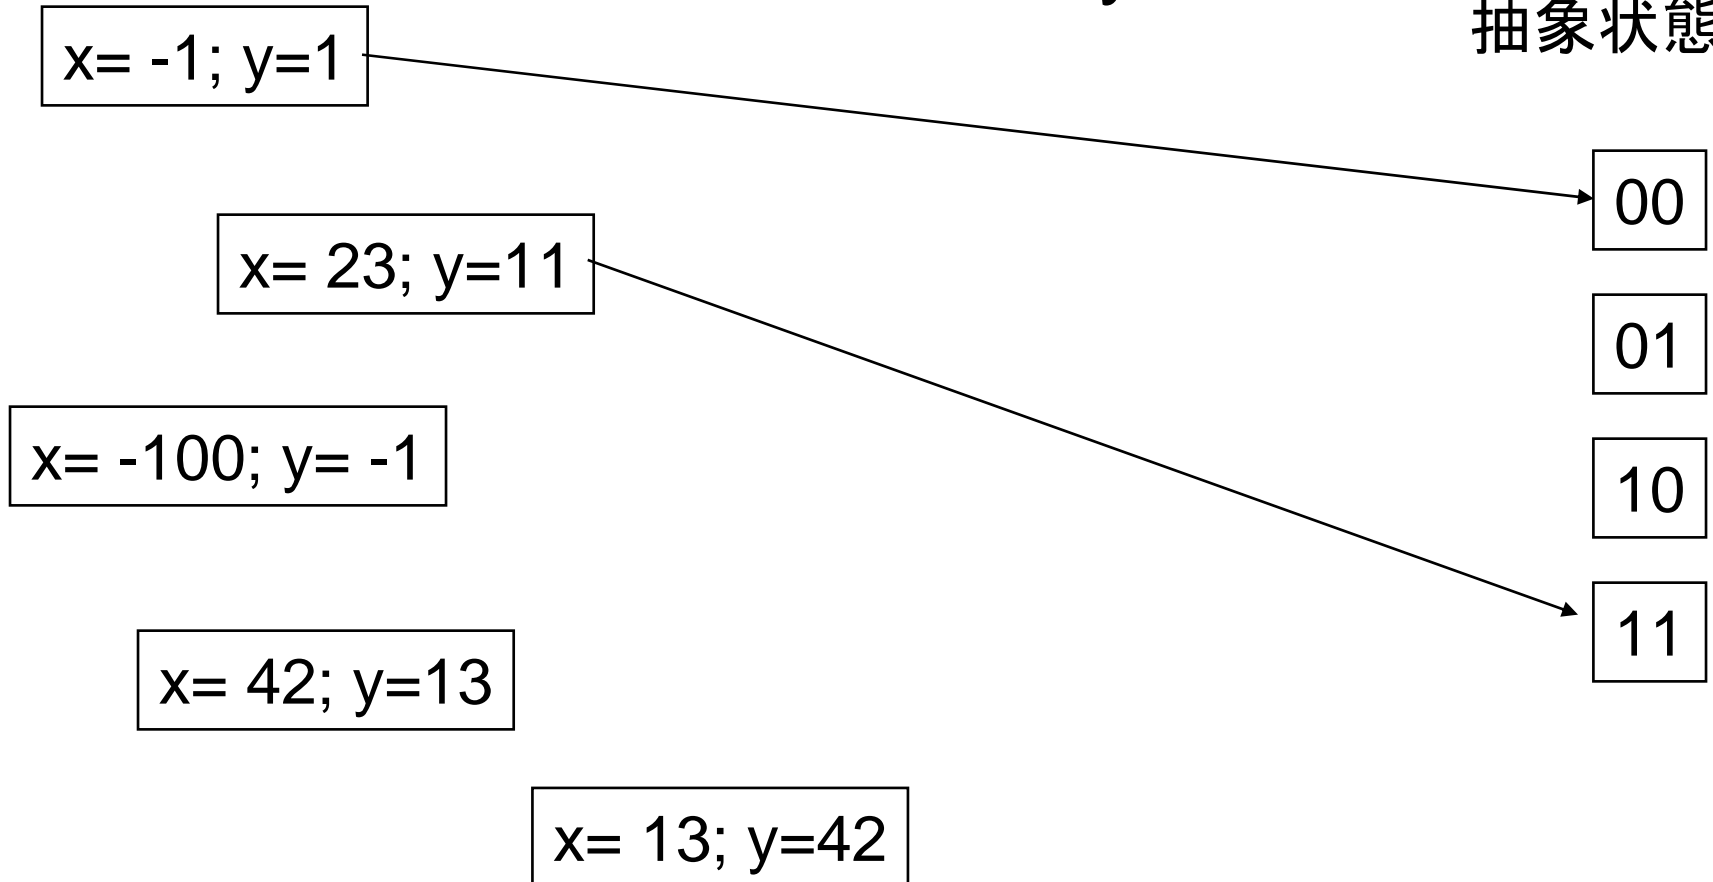 抽象状態
x= -1; y=1
00
x= 23; y=11
01
x= -100; y= -1
10
11
x= 42; y=13
x= 13; y=42